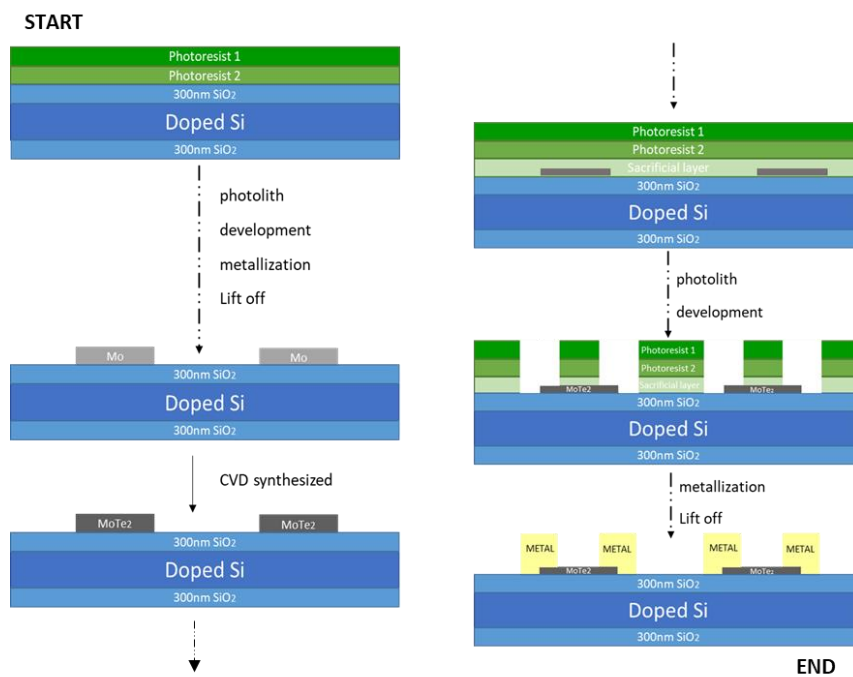 START
Photoresist 1
Photoresist 2
300nm SiO₂
Doped Si
300nm SiO₂
photolith
development
metallization
Lift off
Mo Mo
300nm SiO₂
Doped Si
300nm SiO₂
CVD synthesized
MoTe₂ MoTe₂
300nm SiO₂
Doped Si
300nm SiO₂
Photoresist 1
Photoresist 2
Sacrificial layer
300nm SiO₂
Doped Si
300nm SiO₂
photolith
development
Photoresist 1
Photoresist 2
Sacrificial layer
MoTe2 MoTe₂
300nm SiO₂
Doped Si
300nm SiO₂
metallization
Lift off
METAL METAL METAL METAL
MoTe2 MoTe₂
300nm SiO₂
Doped Si
300nm SiO₂
END